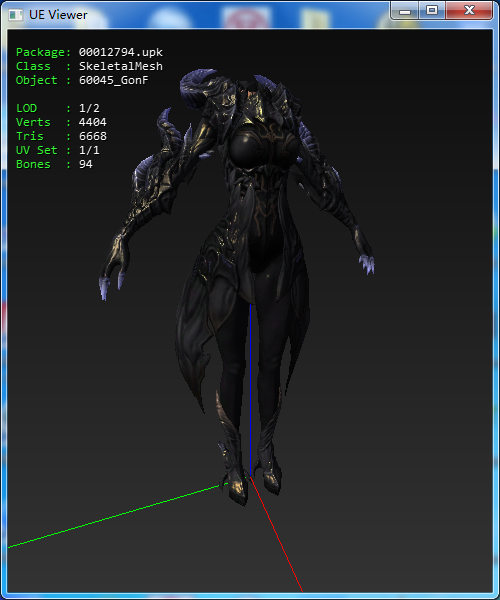 UE Viewer
Package: 00012794.upk
Class : SkeletalMesh
Object : 60045_GonF
LOD : 1/2
Verts : 4404
Tris : 6668
UV Set : 1/1
Bones : 94